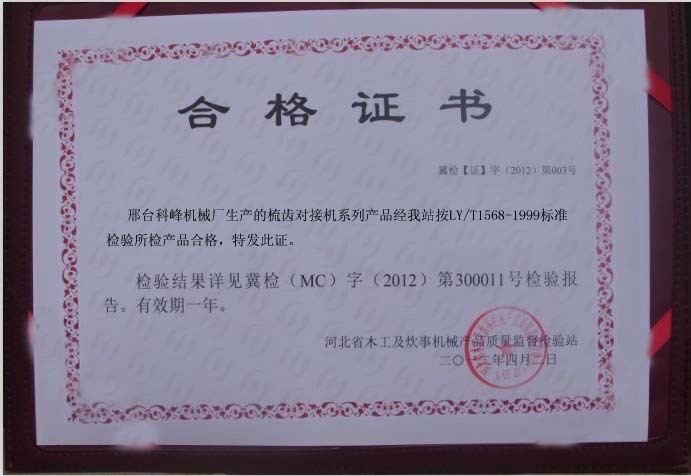 合格证书
冀检【证】字（2012）第003号
邢台科峰机械厂生产的梳齿对接机系列产品经我站按LY/T1568-1999标准
检验所检产品合格，特发此证。
检验结果详见冀检（MC）字（2012）第300011号检验报
告。有效期一年。
河北省木工及炊事机械产品质量监督检验站
二〇一二年四月二日